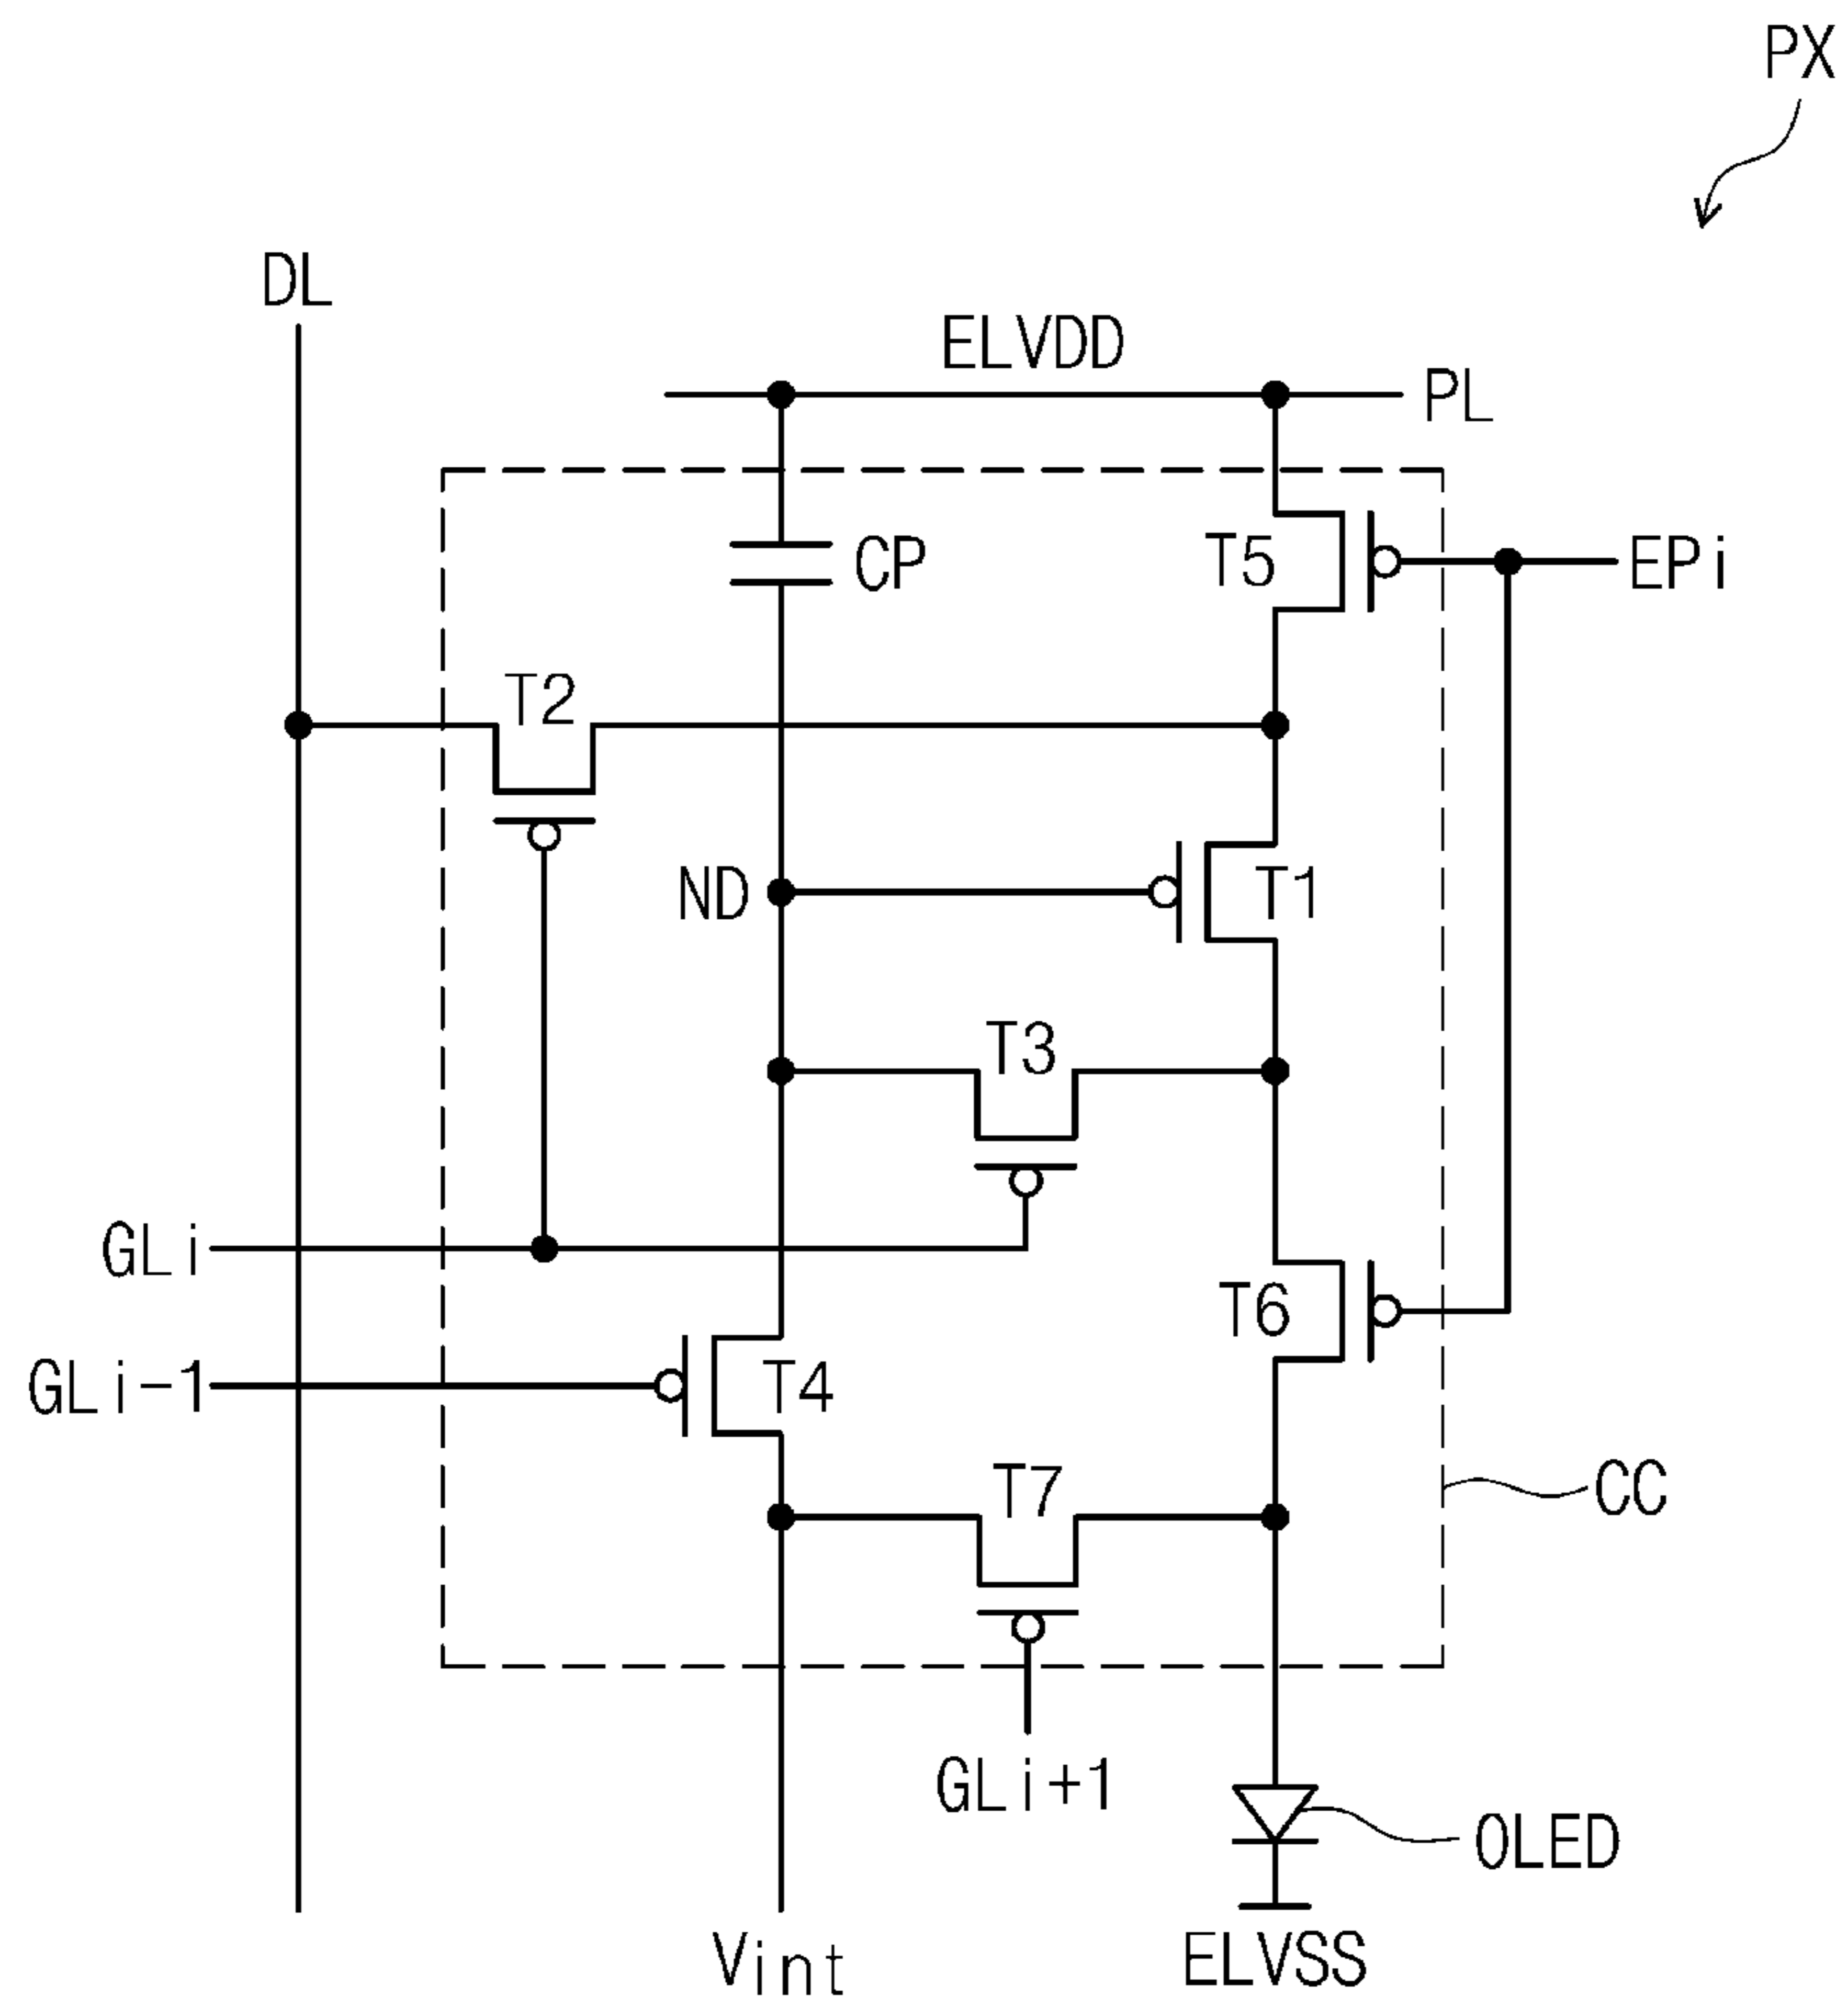 PX
DL
ELVDD
PL
CP
T5
EPi
T2
ND
T1
T3
GLi
T6
GLi-1
T4
T7
CC
GLi+1
OLED
Vint
ELVSS